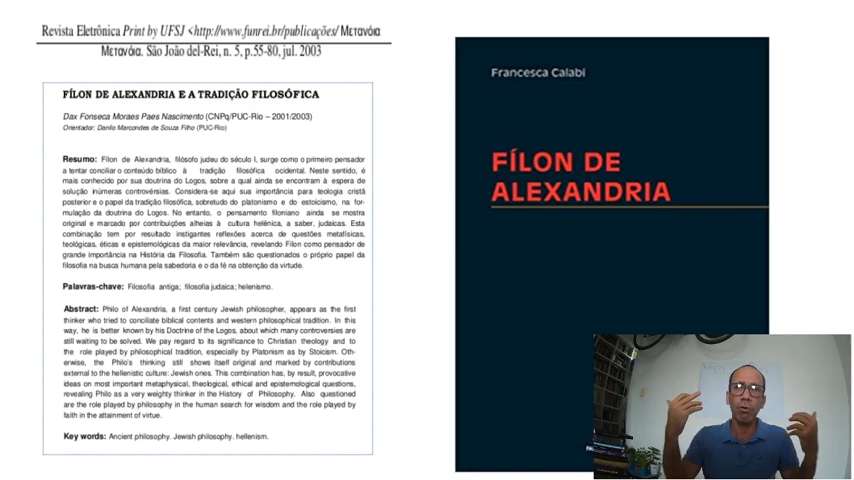 Revista Eletrônica Print by UFSJ <http://www.funrei.br/publicações/ Μετανόια
Μετανόια. São João del-Rei, n. 5, p.55-80, jul. 2003
FÍLON DE ALEXANDRIA E A TRADIÇÃO FILOSÓFICA
Dax Fonseca Moraes Paes Nascimento (CNPq/PUC-Rio – 2001/2003)
Orientador: Danilo Marcondes de Souza Filho (PUC-Rio)
Resumo: Fílon de Alexandria, filósofo judeu do século I, surge como o primeiro pensador
a tentar conciliar o conteúdo bíblico à tradição filosófica ocidental. Neste sentido, é
mais conhecido por sua doutrina do Logos, sobre a qual ainda se encontram à espera de
solução inúmeras controvérsias. Considera-se aqui sua importância para teologia cristã
posterior e o papel da tradição filosófica, sobretudo do platonismo e do estoicismo, na for-
mulação da doutrina do Logos. No entanto, o pensamento filoniano ainda se mostra
original e marcado por contribuições alheias à cultura helênica, a saber, judaicas. Esta
combinação tem por resultado instigantes reflexões acerca de questões metafísicas,
teológicas, éticas e epistemológicas da maior relevância, revelando Fílon como pensador de
grande importância na História da Filosofia. Também são questionados o próprio papel da
filosofia na busca humana pela sabedoria e o da fé na obtenção da virtude.
Palavras-chave: Filosofia antiga; filosofia judaica; helenismo.
Abstract: Philo of Alexandria, a first century Jewish philosopher, appears as the first
thinker who tried to conciliate biblical contents and western philosophical tradition. In this
way, he is better known by his Doctrine of the Logos, about which many controversies are
still waiting to be solved. We pay regard to its significance to Christian theology and to
the role played by philosophical tradition, especially by Platonism as by Stoicism. Oth-
erwise, the Philo's thinking still shows itself original and marked by contributions
external to the hellenistic culture: Jewish ones. This combination has, by result, provocative
ideas on most important metaphysical, theological, ethical and epistemological questions,
revealing Philo as a very weighty thinker in the History of Philosophy. Also questioned
are the role played by philosophy in the human search for wisdom and the role played by
faith in the attainment of virtue.
Key words: Ancient philosophy. Jewish philosophy. hellenism.
Francesca Calabi
FÍLON DE
ALEXANDRIA